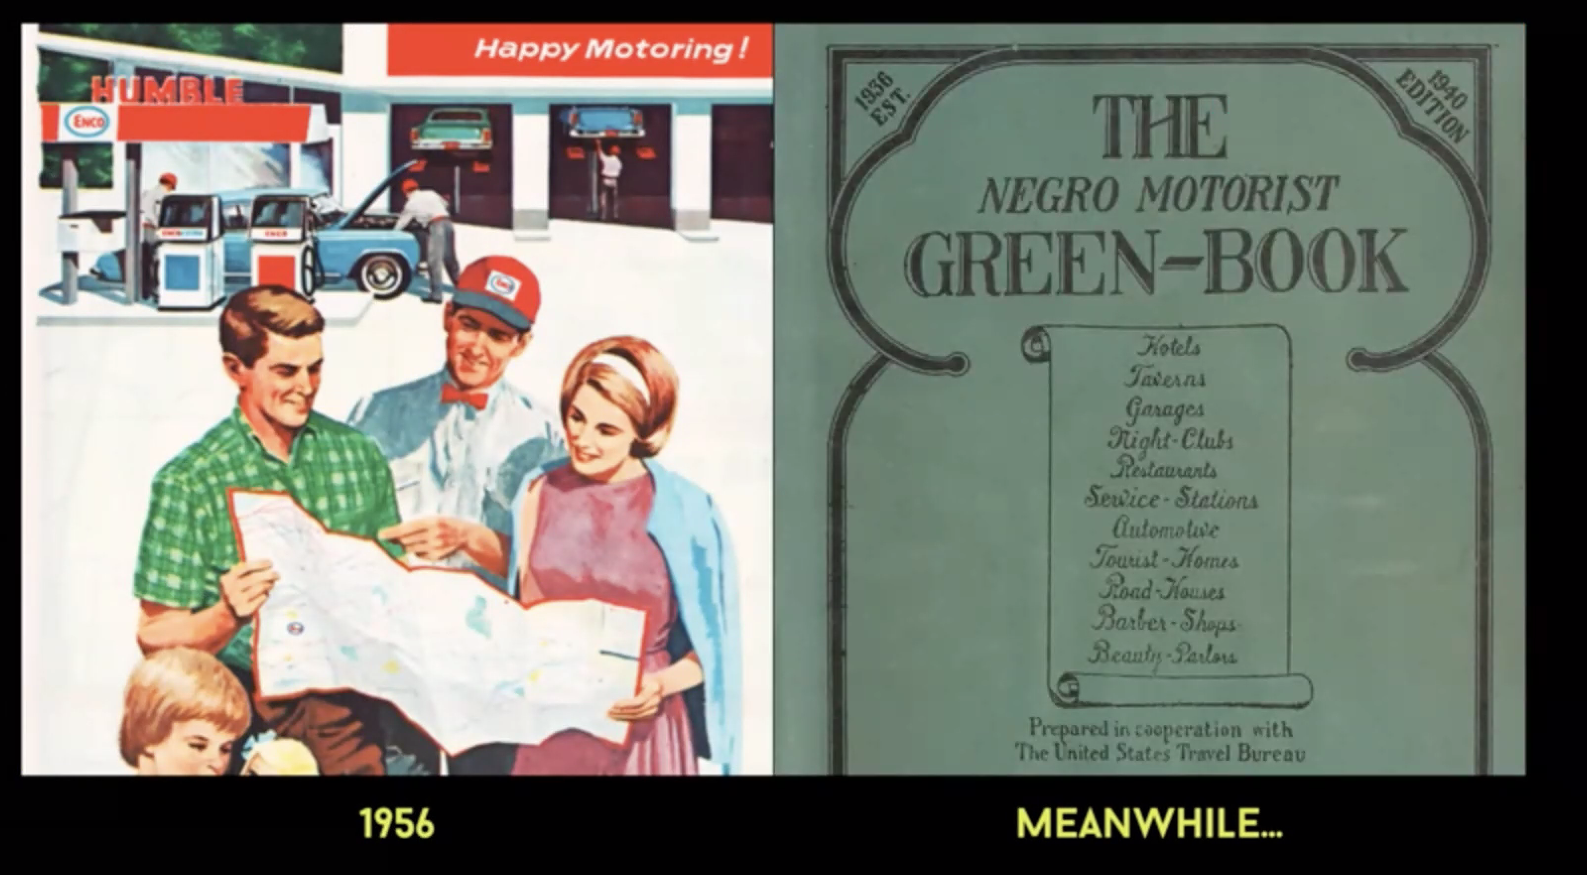 Happy Motoring!
HUMBLE
ENCO
ENCO
1956
1936
EST.
1940
EDITION
THE
NEGRO MOTORIST
GREEN-BOOK
Hotels
Taverns
Garages
Night-Clubs
Restaurants
Service-Stations
Automotive
Tourist-Homes
Road-Houses
Barber-Shops
Beauty-Parlors
Prepared in cooperation with
The United States Travel Bureau
MEANWHILE...